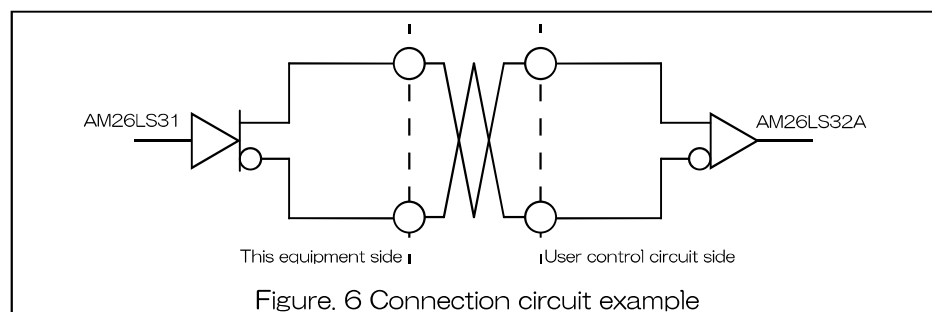 AM26LS31
AM26LS32A
This equipment side
User control circuit side
Figure. 6 Connection circuit example